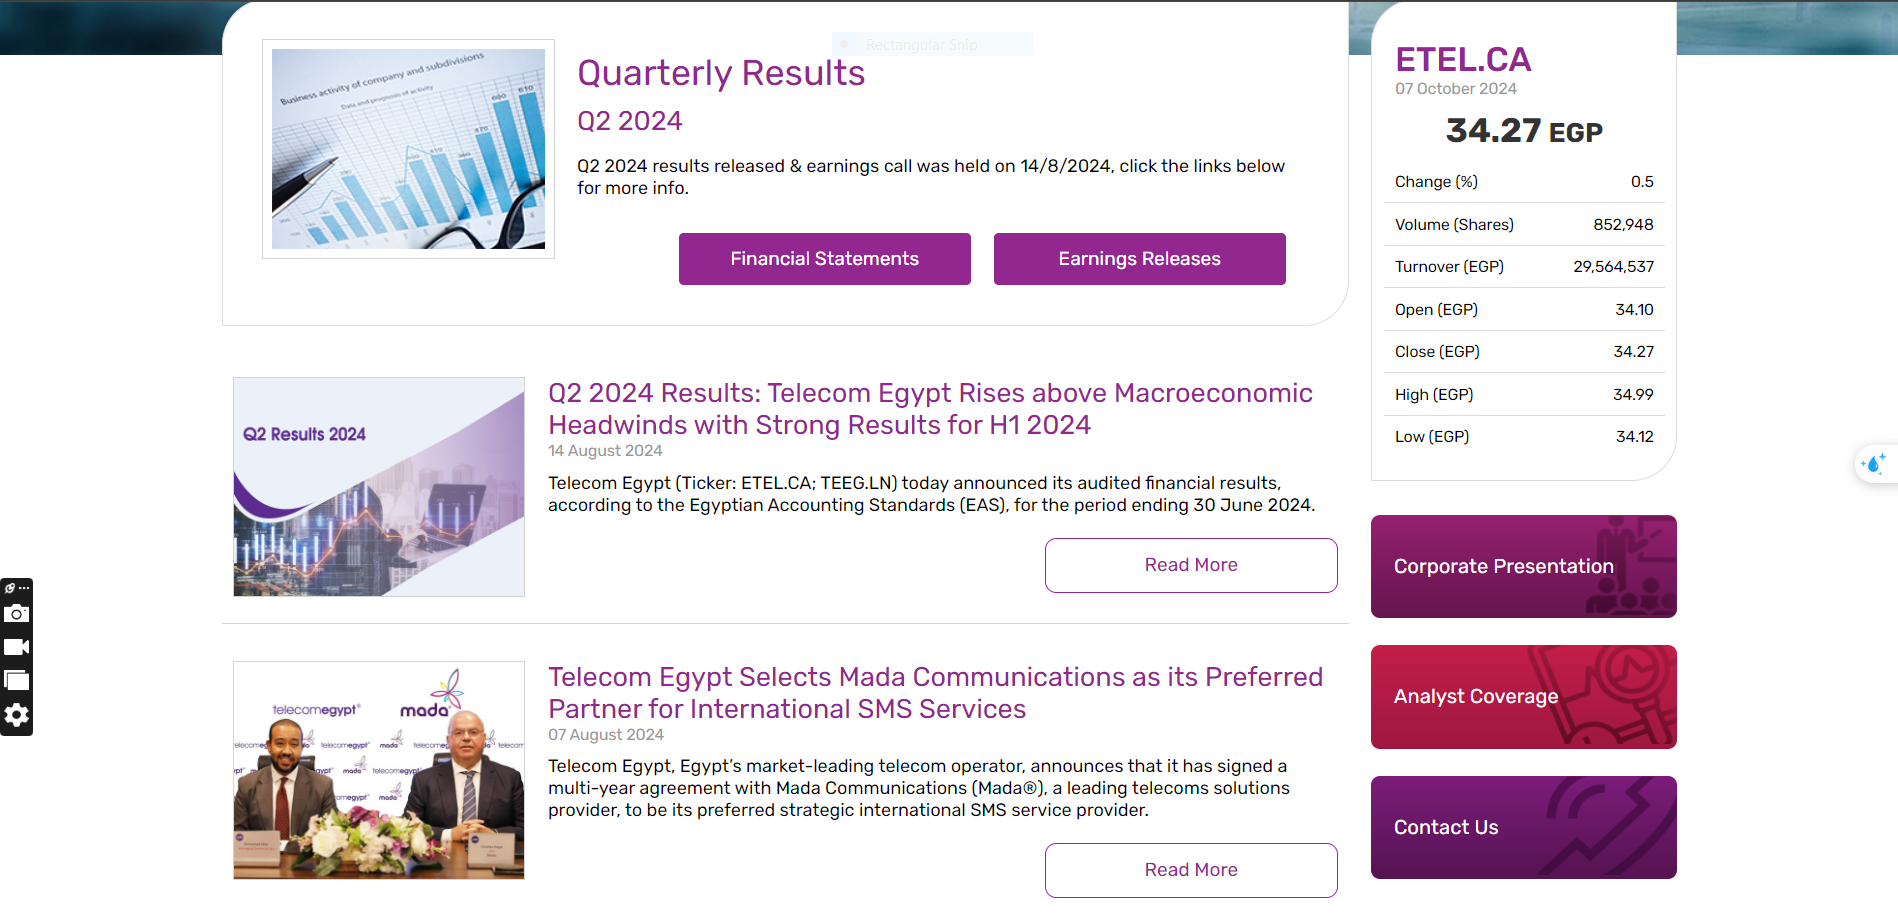 Rectangular Snip
Business activity of company and subdivisions
Data and prognosis of activity
470
600
610
Quarterly Results
Q2 2024
Q2 2024 results released & earnings call was held on 14/8/2024, click the links below
for more info.
Financial Statements
Earnings Releases
Q2 Results 2024
Q2 2024 Results: Telecom Egypt Rises above Macroeconomic
Headwinds with Strong Results for H1 2024
14 August 2024
Telecom Egypt (Ticker: ETEL.CA; TEEG.LN) today announced its audited financial results,
according to the Egyptian Accounting Standards (EAS), for the period ending 30 June 2024.
Read More
telecomegypt
mada
Telecom Egypt Selects Mada Communications as its Preferred
Partner for International SMS Services
07 August 2024
Telecom Egypt, Egypt’s market-leading telecom operator, announces that it has signed a
multi-year agreement with Mada Communications (Mada®), a leading telecoms solutions
provider, to be its preferred strategic international SMS service provider.
Read More
ETEL.CA
07 October 2024
34.27 EGP
Change (%) 0.5
Volume (Shares) 852,948
Turnover (EGP) 29,564,537
Open (EGP) 34.10
Close (EGP) 34.27
High (EGP) 34.99
Low (EGP) 34.12
Corporate Presentation
Analyst Coverage
Contact Us